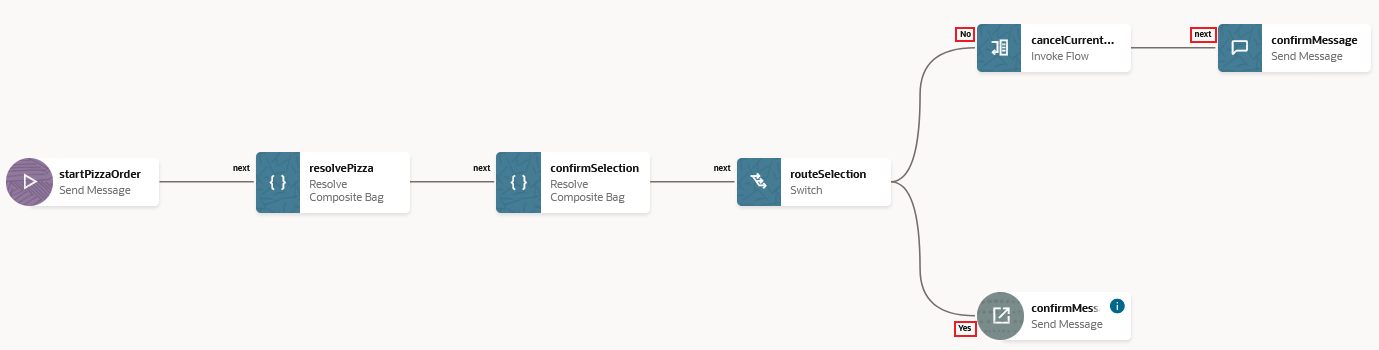 startPizzaOrder
Send Message
next
resolvePizza
Resolve
Composite Bag
next
confirmSelection
Resolve
Composite Bag
next
routeSelection
Switch
No
cancelCurrent...
Invoke Flow
next
confirmMessage
Send Message
Yes
confirmMess
Send Message